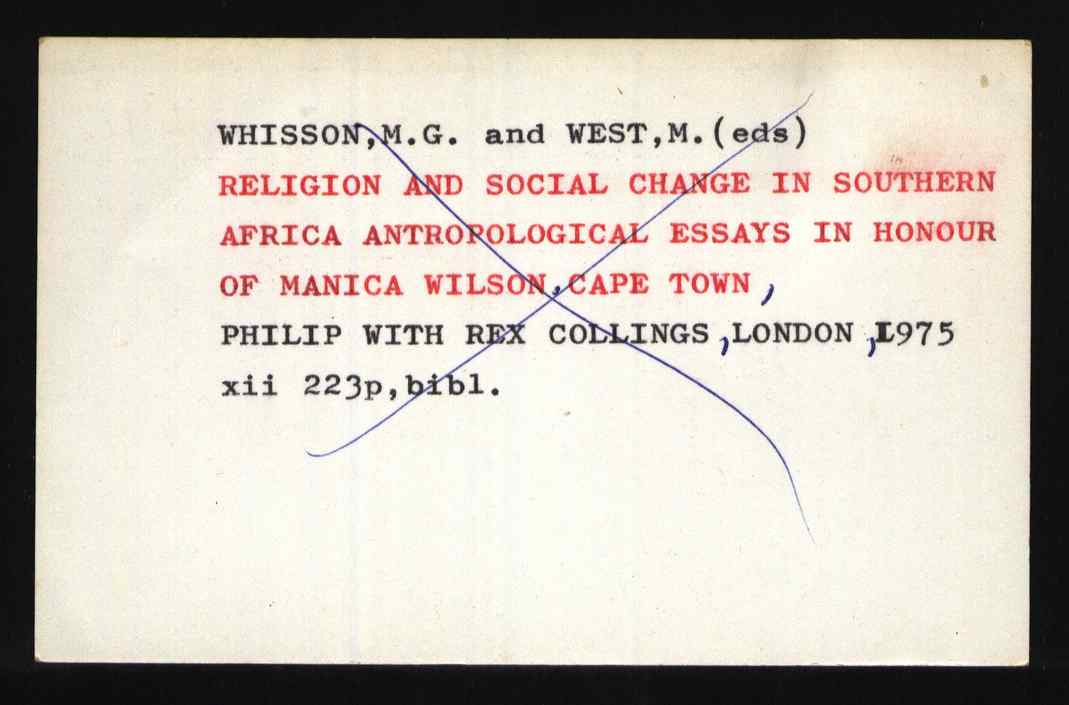 WHISSON,M.G. and WEST,M.(eds)
RELIGION AND SOCIAL CHANGE IN SOUTHERN
AFRICA ANTROPOLOGICAL ESSAYS IN HONOUR
OF MANICA WILSON,CAPE TOWN,
PHILIP WITH REX COLLINGS,LONDON,1975
xii 223p,bibl.